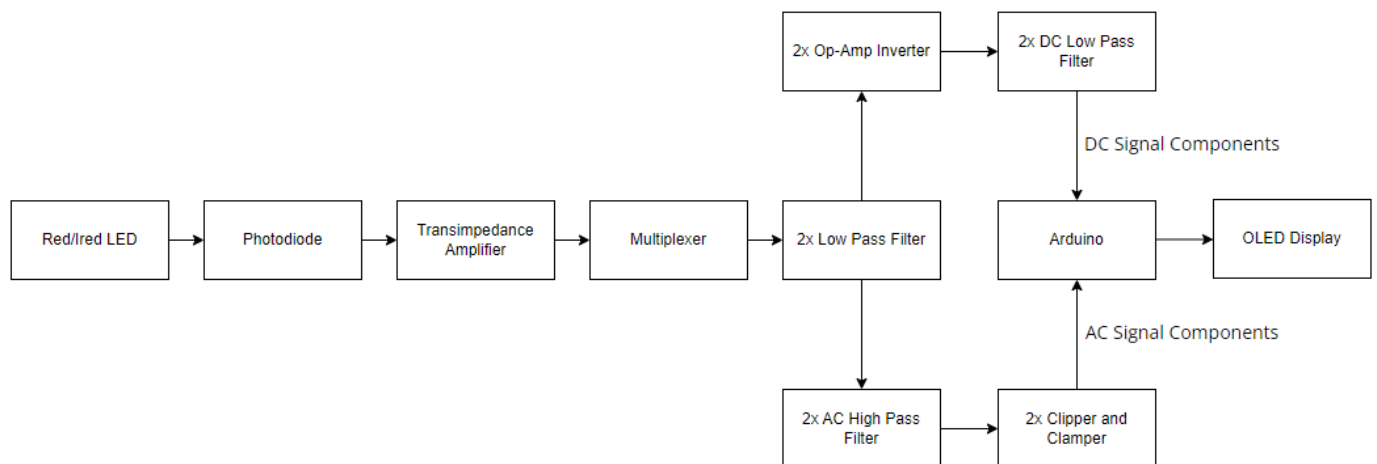 2x Op-Amp Inverter
2x DC Low Pass
Filter
DC Signal Components
Red/Ired LED
Photodiode
Transimpedance
Amplifier
Multiplexer
2x Low Pass Filter
Arduino
OLED Display
AC Signal Components
2x AC High Pass
Filter
2x Clipper and
Clamper